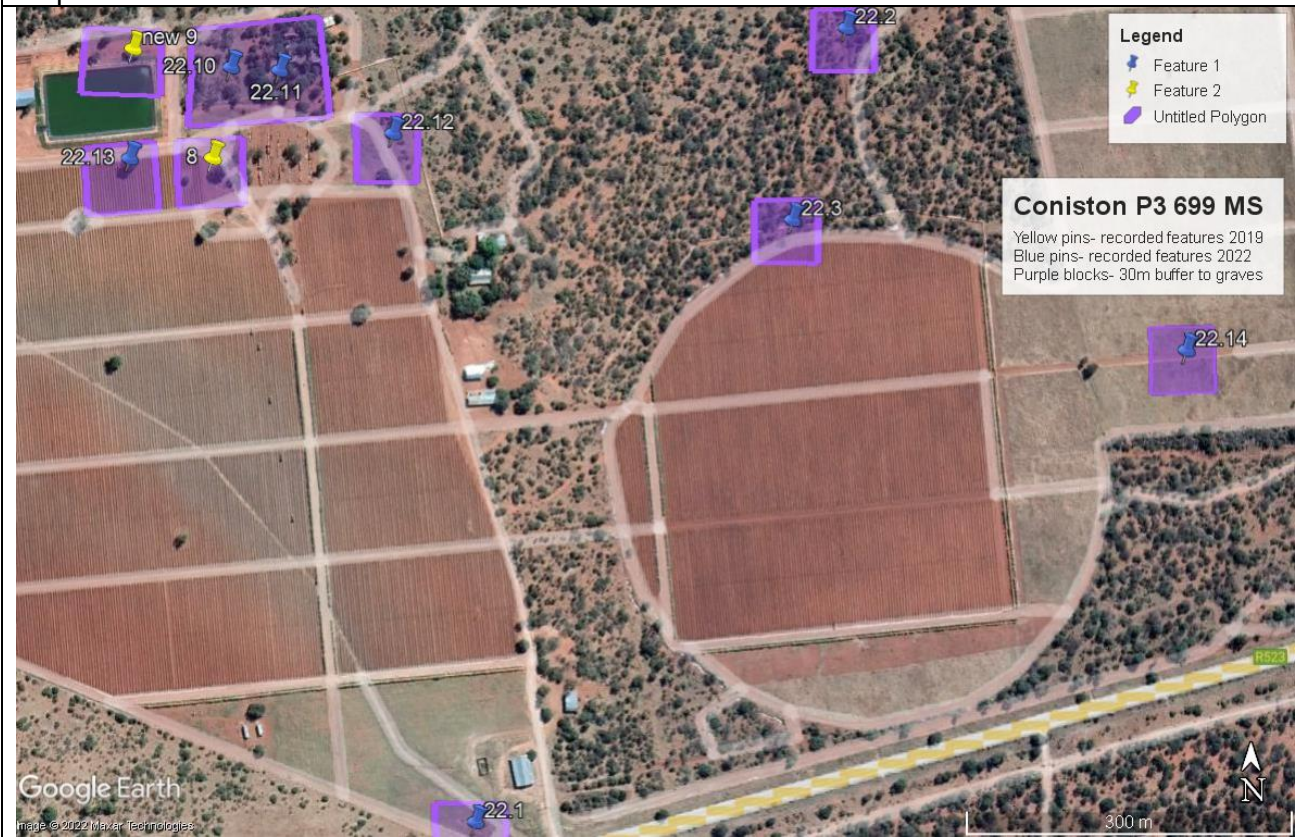 new 9
22.10
22.11
22.2
22.12
22.13
8
22.3
22.14
22.1
Legend
Feature 1
Feature 2
Untitled Polygon
Coniston P3 699 MS
Yellow pins- recorded features 2019
Blue pins- recorded features 2022
Purple blocks- 30m buffer to graves
R523
Google Earth
Image © 2022 Maxar Technologies
N
300 m